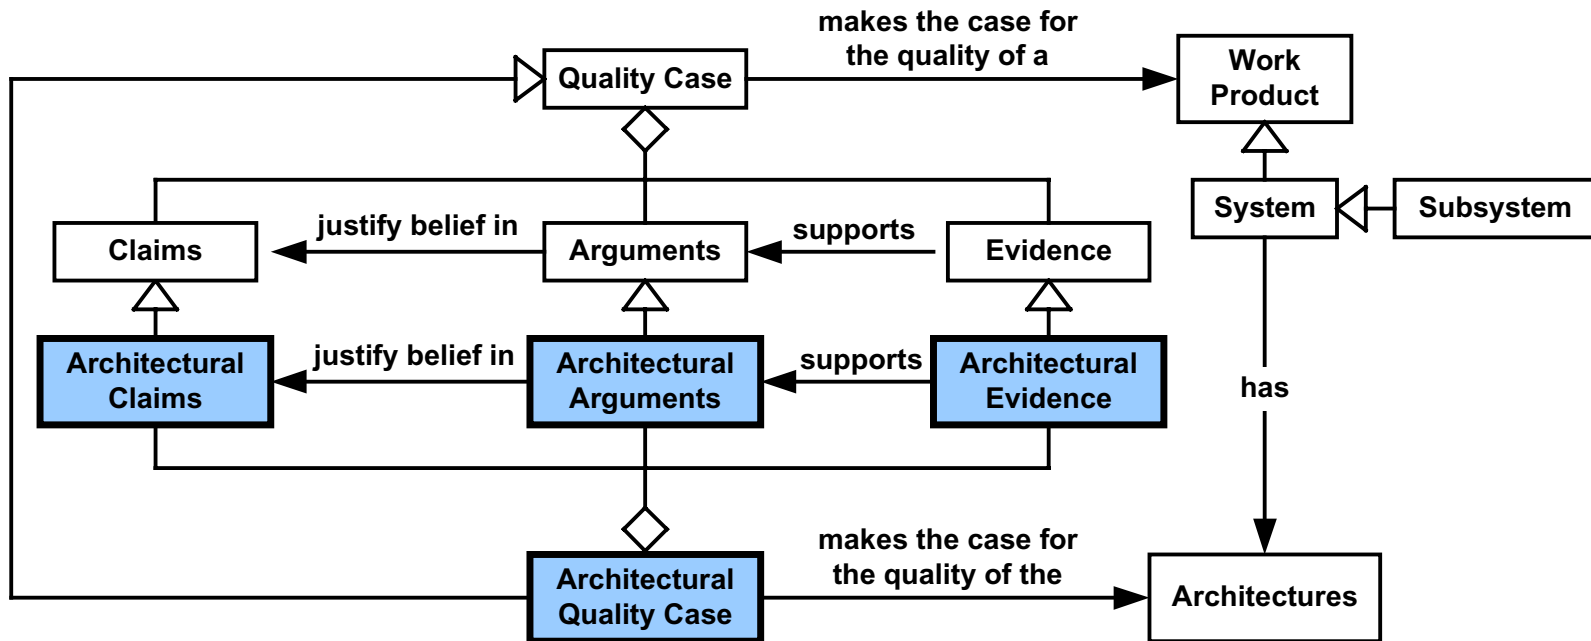 makes the case for
the quality of a
Quality Case
Work
Product
System
Subsystem
justify belief in
supports
Claims
Arguments
Evidence
justify belief in
supports
Architectural
Claims
Architectural
Arguments
Architectural
Evidence
has
makes the case for
the quality of the
Architectural
Quality Case
Architectures